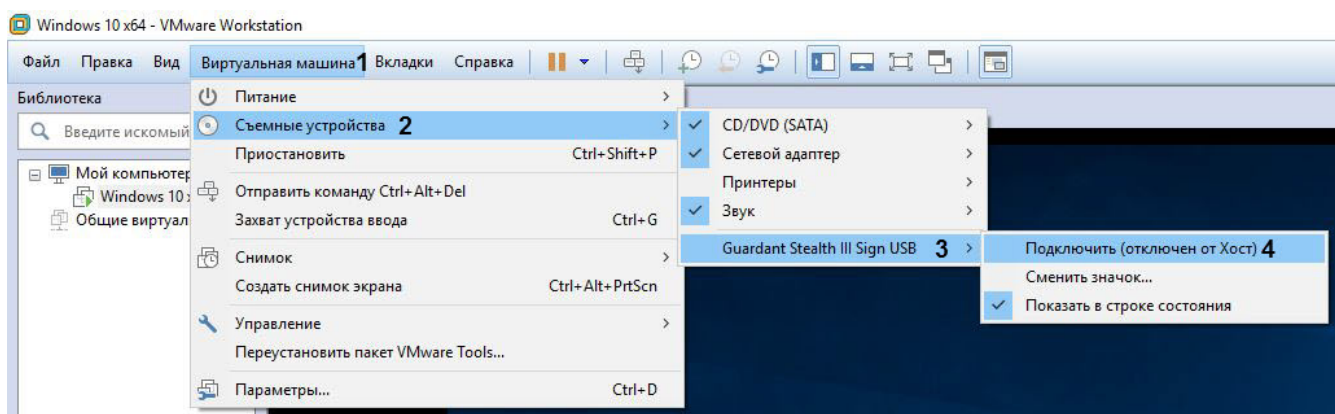 Windows 10 x64 - VMware Workstation
Файл Правка Вид Виртуальная машина 1 Вкладки Справка
Библиотека
Введите искомый
Мой компьютер
Windows 10 x
Общие виртуал
Питание
Съемные устройства 2
Приостановить Ctrl+Shift+P
Отправить команду Ctrl+Alt+Del
Захват устройства ввода Ctrl+G
Снимок
Создать снимок экрана Ctrl+Alt+PrtScn
Управление
Переустановить пакет VMware Tools...
Параметры... Ctrl+D
CD/DVD (SATA)
Сетевой адаптер
Принтеры
Звук
Guardant Stealth III Sign USB 3
Подключить (отключен от Хост) 4
Сменить значок...
Показать в строке состояния